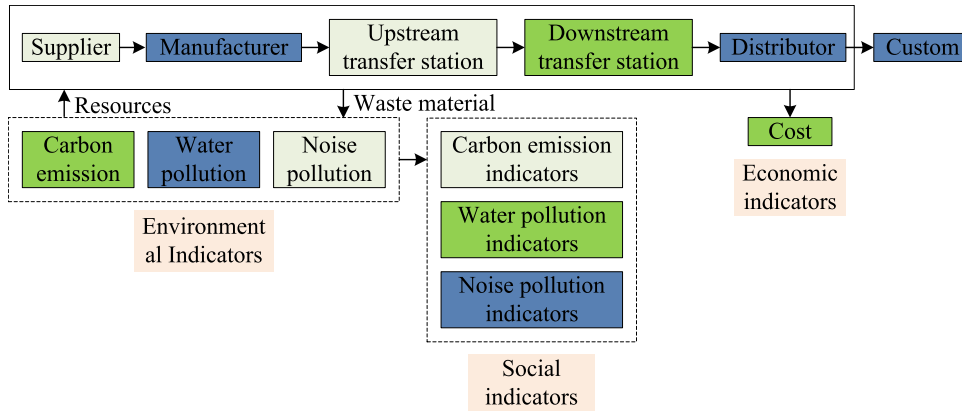 Supplier
Manufacturer
Upstream
transfer station
Downstream
transfer station
Distributor
Custom
Resources
Waste material
Carbon
emission
Water
pollution
Noise
pollution
Carbon emission
indicators
Cost
Economic
indicators
Environment
al Indicators
Water pollution
indicators
Noise pollution
indicators
Social
indicators